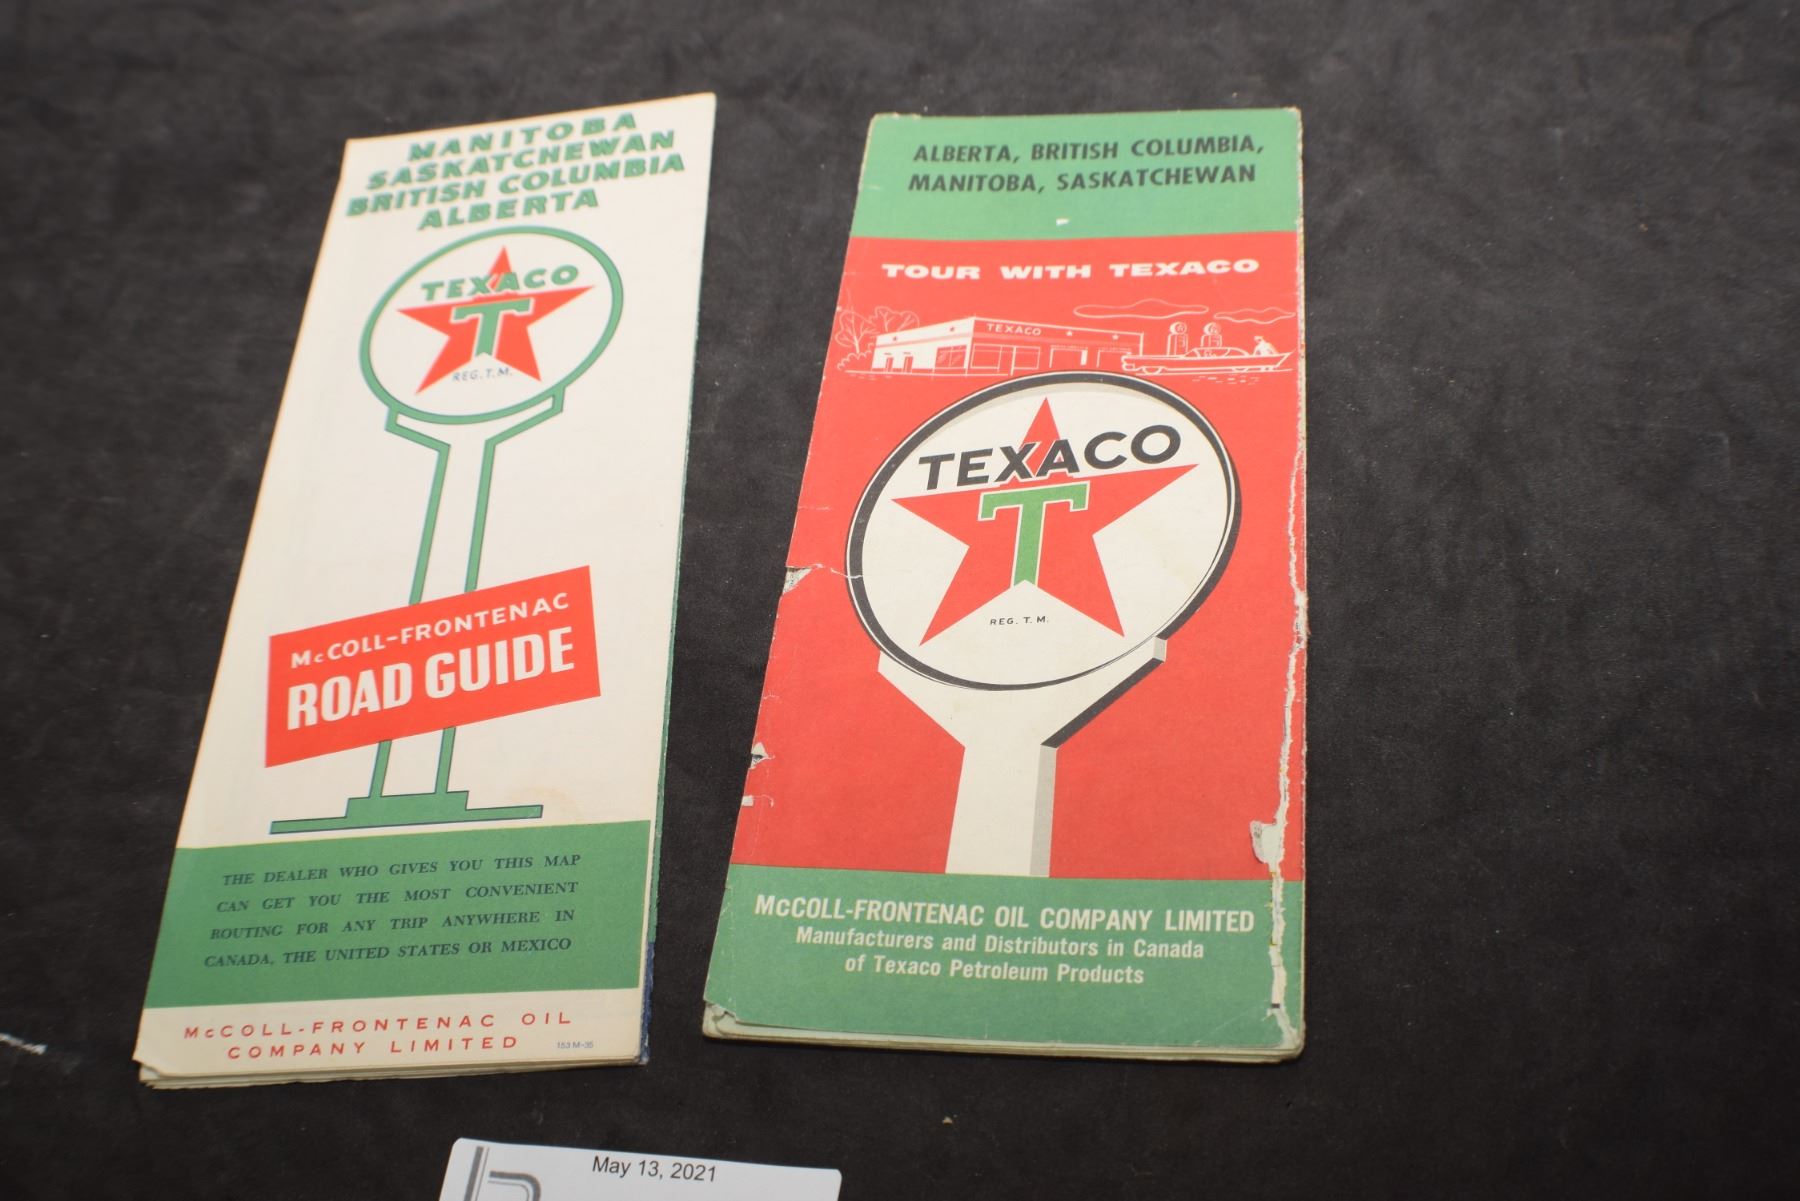 MANITOBA
SASKATCHEWAN
BRITISH COLUMBIA
ALBERTA
TEXACO
T
REG. T. M.
McCOLL-FRONTENAC
ROAD GUIDE
THE DEALER WHO GIVES YOU THIS MAP
CAN GET YOU THE MOST CONVENIENT
ROUTING FOR ANY TRIP ANYWHERE IN
CANADA, THE UNITED STATES OR MEXICO
McCOLL-FRONTENAC OIL
COMPANY LIMITED
153 M-35
ALBERTA, BRITISH COLUMBIA,
MANITOBA, SASKATCHEWAN
TOUR WITH TEXACO
TEXACO
TEXACO
T
REG. T. M.
McCOLL-FRONTENAC OIL COMPANY LIMITED
Manufacturers and Distributors in Canada
of Texaco Petroleum Products
May 13, 2021